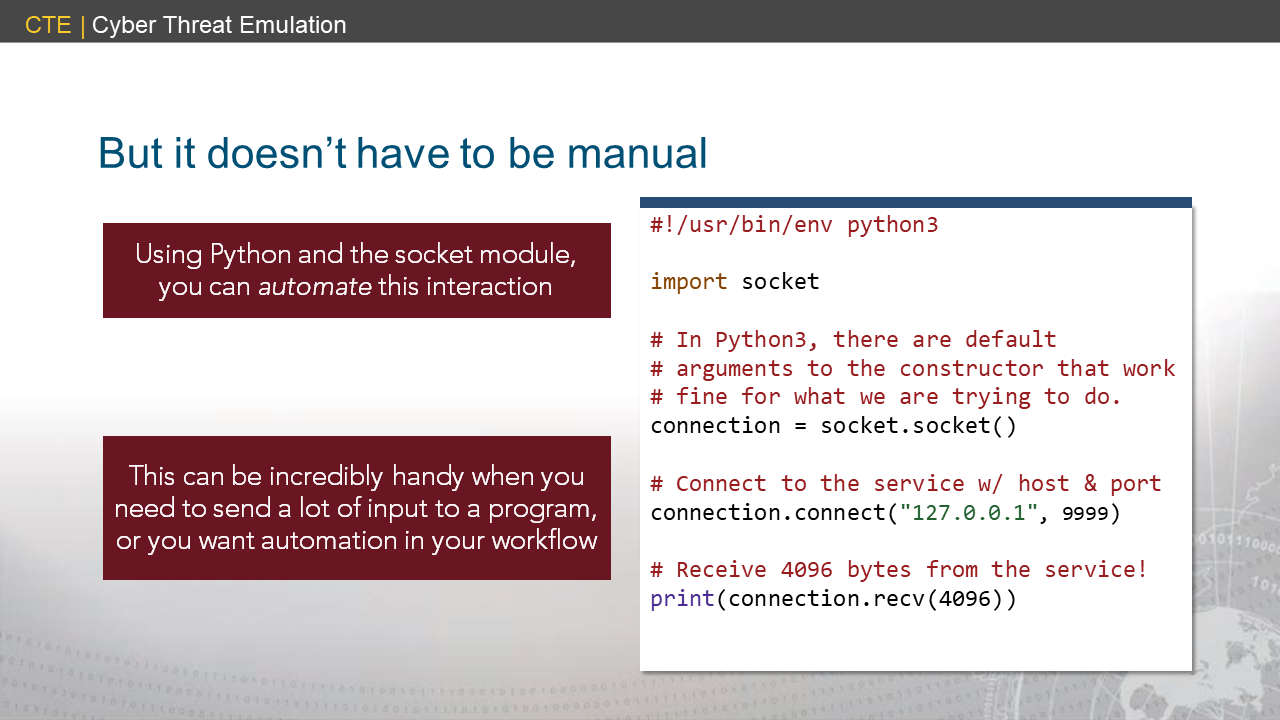 CTE | Cyber Threat Emulation
But it doesn't have to be manual
Using Python and the socket module,
you can automate this interaction
This can be incredibly handy when you
need to send a lot of input to a program,
or you want automation in your workflow
#!/usr/bin/env python3
import socket
# In Python3, there are default
# arguments to the constructor that work
# fine for what we are trying to do.
connection = socket.socket()
# Connect to the service w/ host & port
connection.connect("127.0.0.1", 9999)
# Receive 4096 bytes from the service!
print(connection.recv(4096))